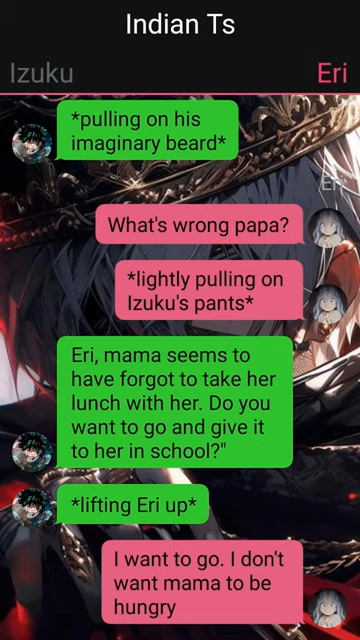 Indian Ts
Izuku
Eri
*pulling on his
imaginary beard*
Er
What's wrong papa?
*lightly pulling on
Izuku's pants*
Eri, mama seems to
have forgot to take her
lunch with her. Do you
want to go and give it
to her in school?"
*lifting Eri up*
I want to go. I don't
want mama to be
hungry